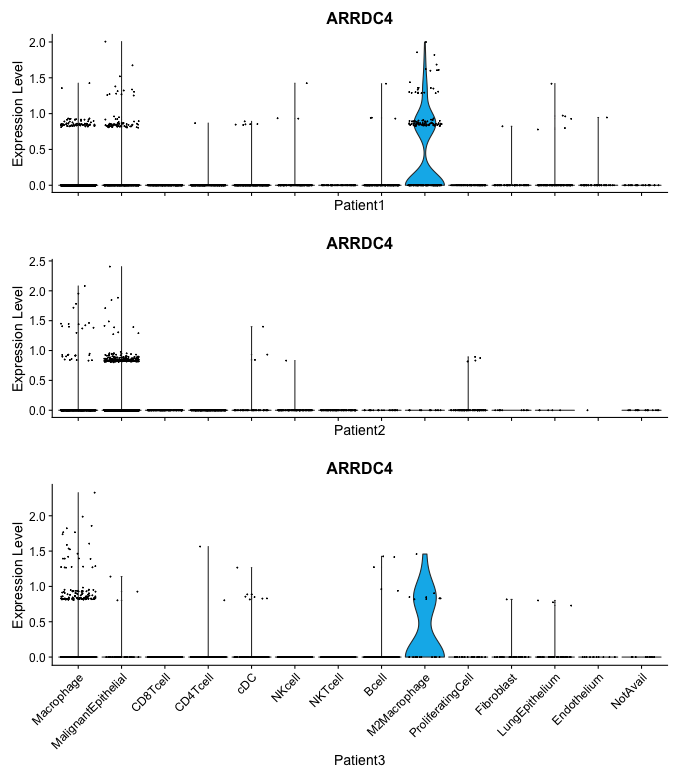 ARRDC4
Expression Level
2.0
1.5
1.0
0.5
0.0
Patient1
ARRDC4
Expression Level
2.5
2.0
1.5
1.0
0.5
0.0
Patient2
ARRDC4
Expression Level
2.0
1.5
1.0
0.5
0.0
Macrophage
MalignantEpithelial
CD8Tcell
CD4Tcell
cDC
NKcell
NKTcell
Bcell
M2Macrophage
ProliferatingCell
Fibroblast
LungEpithelium
Endothelium
NotAvail
Patient3